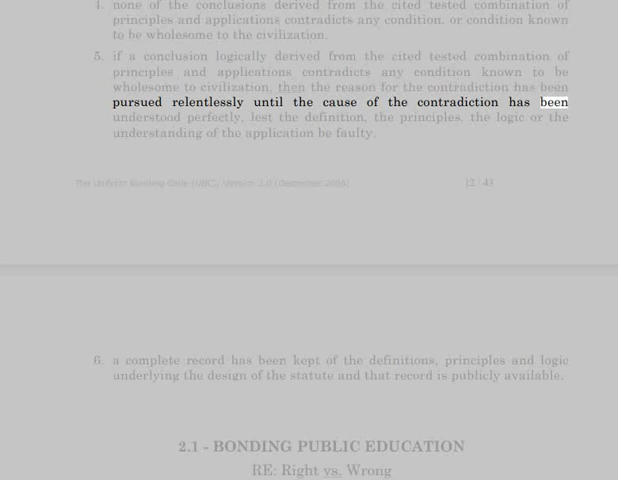 4. none of the conclusions derived from the cited tested combination of
principles and applications contradicts any condition. or condition known
to be wholesome to the civilization.
5. if a conclusion logically derived from the cited tested combination of
principles and applications contradicts any condition known to be
wholesome to civilization, then the reason for the contradiction has been
pursued relentlessly until the cause of the contradiction has been
understood perfectly, lest the definition, the principles, the logic or the
understanding of the application be faulty.
The Uniform Bonding Code (UBC), Version 2.0 (December 2006)
12 / 43
6. a complete record has been kept of the definitions, principles and logic
underlying the design of the statute and that record is publicly available.
2.1 - BONDING PUBLIC EDUCATION
RE: Right vs. Wrong